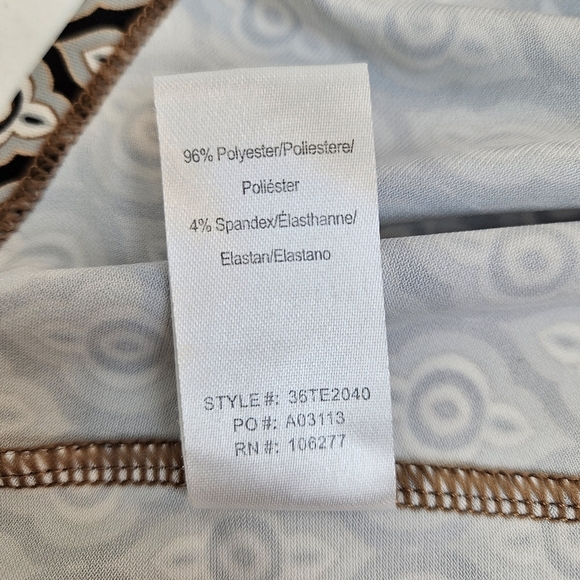 96% Polyester/Poliestere/
Poliéster
4% Spandex/Élasthanne/
Elastan/Elastano
STYLE#: 36TE2040
PO#: A03113
RN#: 106277